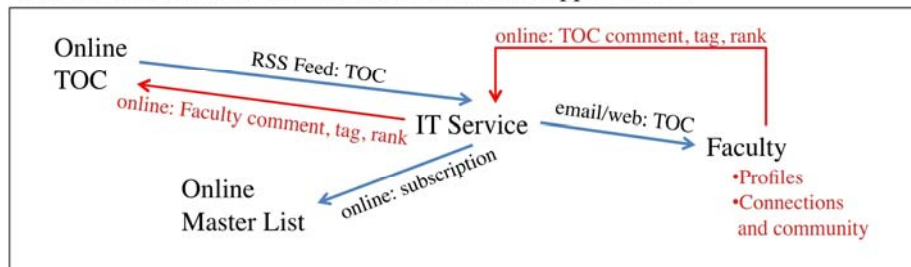 online: TOC comment, tag, rank
Online
TOC
RSS Feed: TOC
online: Faculty comment, tag, rank
IT Service
email/web: TOC
Faculty
•Profiles
•Connections
and community
online: subscription
Online
Master List